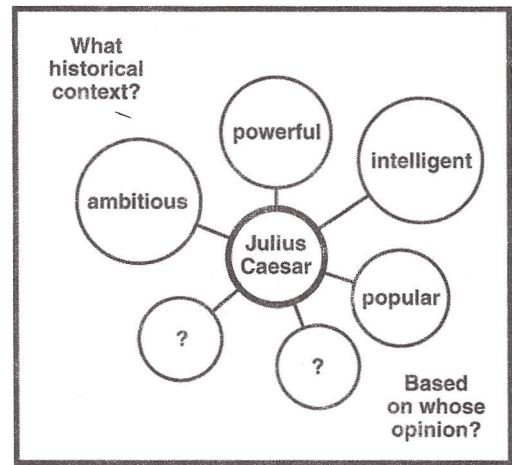 What
historical
context?
powerful
intelligent
ambitious
Julius
Caesar
popular
?
?
Based
on whose
opinion?